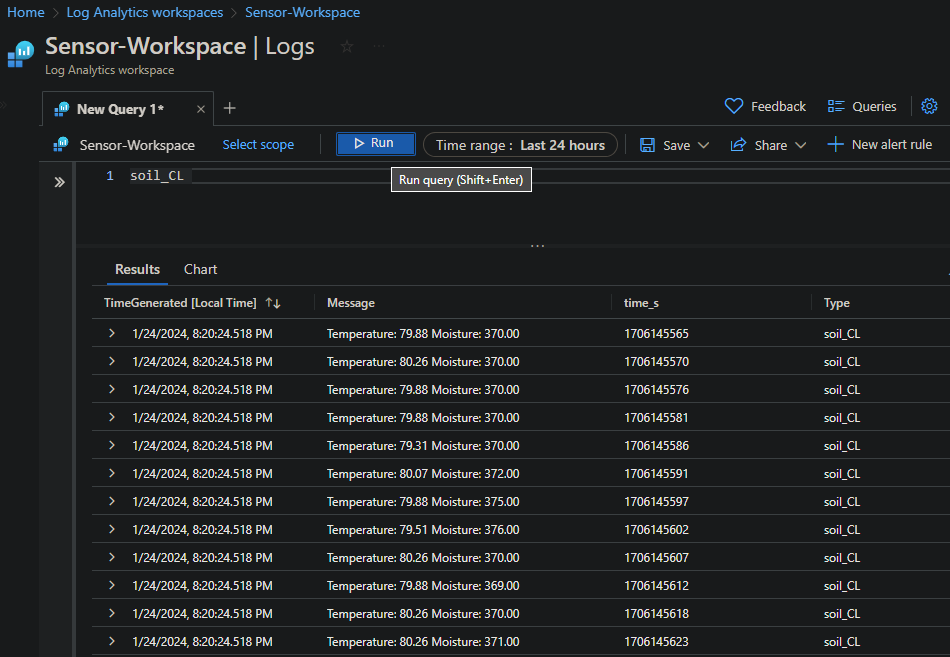 Home > Log Analytics workspaces > Sensor-Workspace
Sensor-Workspace | Logs
Log Analytics workspace
New Query 1*
Feedback
Queries
Sensor-Workspace
Select scope
Run
Time range : Last 24 hours
Save
Share
New alert rule
1 soil_CL
Run query (Shift+Enter)
Results
Chart
TimeGenerated [Local Time] Message time_s Type
1/24/2024, 8:20:24.518 PM Temperature: 79.88 Moisture: 370.00 1706145565 soil_CL
1/24/2024, 8:20:24.518 PM Temperature: 80.26 Moisture: 370.00 1706145570 soil_CL
1/24/2024, 8:20:24.518 PM Temperature: 79.88 Moisture: 370.00 1706145576 soil_CL
1/24/2024, 8:20:24.518 PM Temperature: 79.88 Moisture: 370.00 1706145581 soil_CL
1/24/2024, 8:20:24.518 PM Temperature: 79.31 Moisture: 370.00 1706145586 soil_CL
1/24/2024, 8:20:24.518 PM Temperature: 80.07 Moisture: 372.00 1706145591 soil_CL
1/24/2024, 8:20:24.518 PM Temperature: 79.88 Moisture: 375.00 1706145597 soil_CL
1/24/2024, 8:20:24.518 PM Temperature: 79.51 Moisture: 376.00 1706145602 soil_CL
1/24/2024, 8:20:24.518 PM Temperature: 80.26 Moisture: 370.00 1706145607 soil_CL
1/24/2024, 8:20:24.518 PM Temperature: 79.88 Moisture: 369.00 1706145612 soil_CL
1/24/2024, 8:20:24.518 PM Temperature: 80.26 Moisture: 370.00 1706145618 soil_CL
1/24/2024, 8:20:24.518 PM Temperature: 80.26 Moisture: 371.00 1706145623 soil_CL